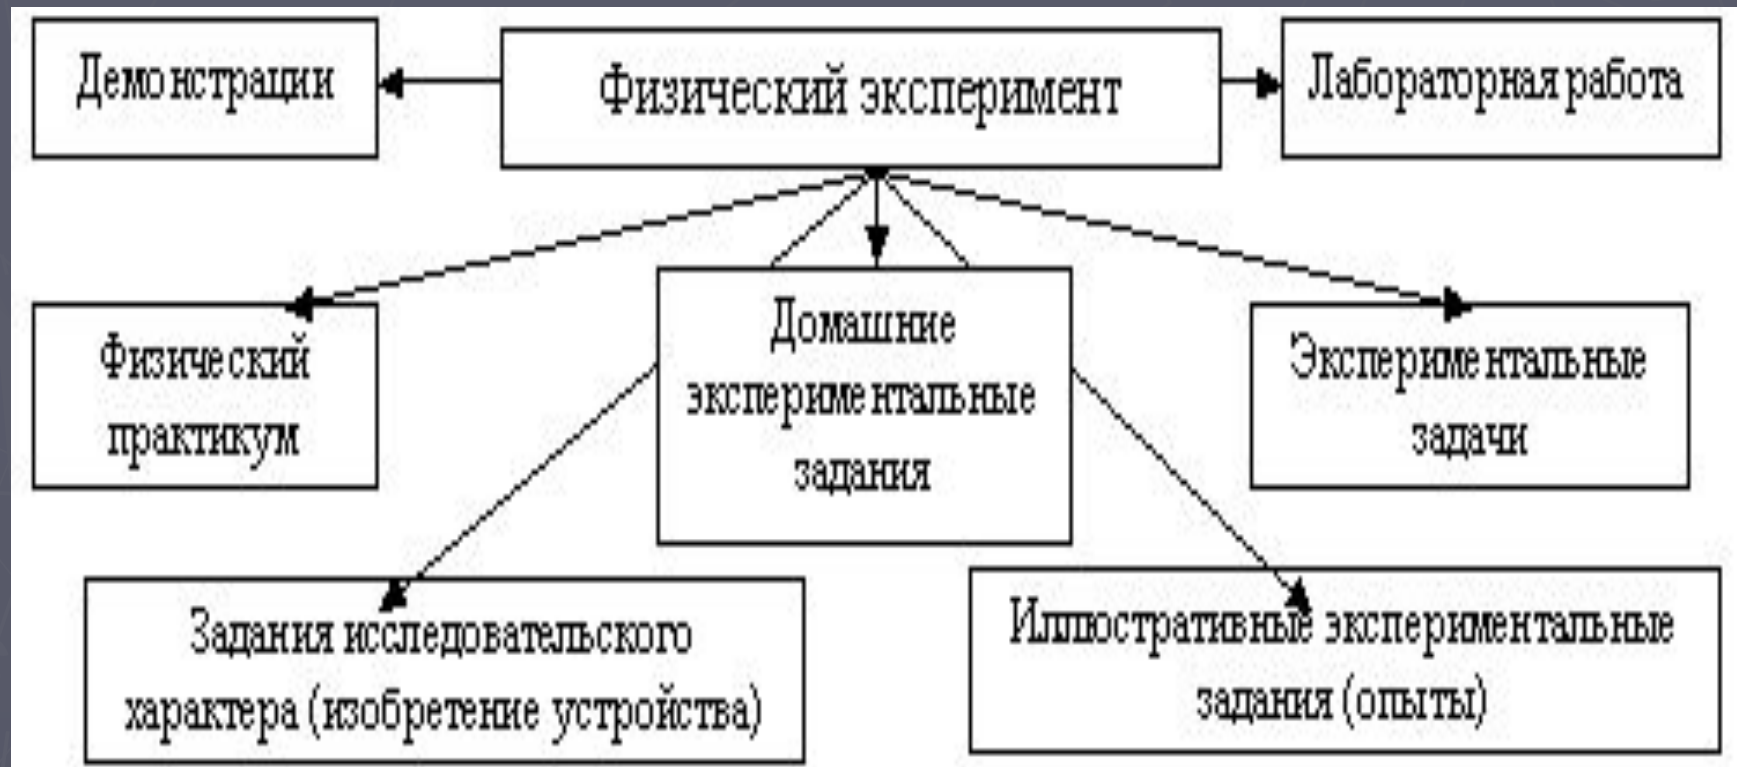 Демонстрации
Физический эксперимент
Лабораторная работа
Физический
практикум
Домашние
экспериментальные
задания
Экспериментальные
задачи
Задания исследовательского
характера (изобретение устройства)
Иллюстративные экспериментальные
задания (опыты)